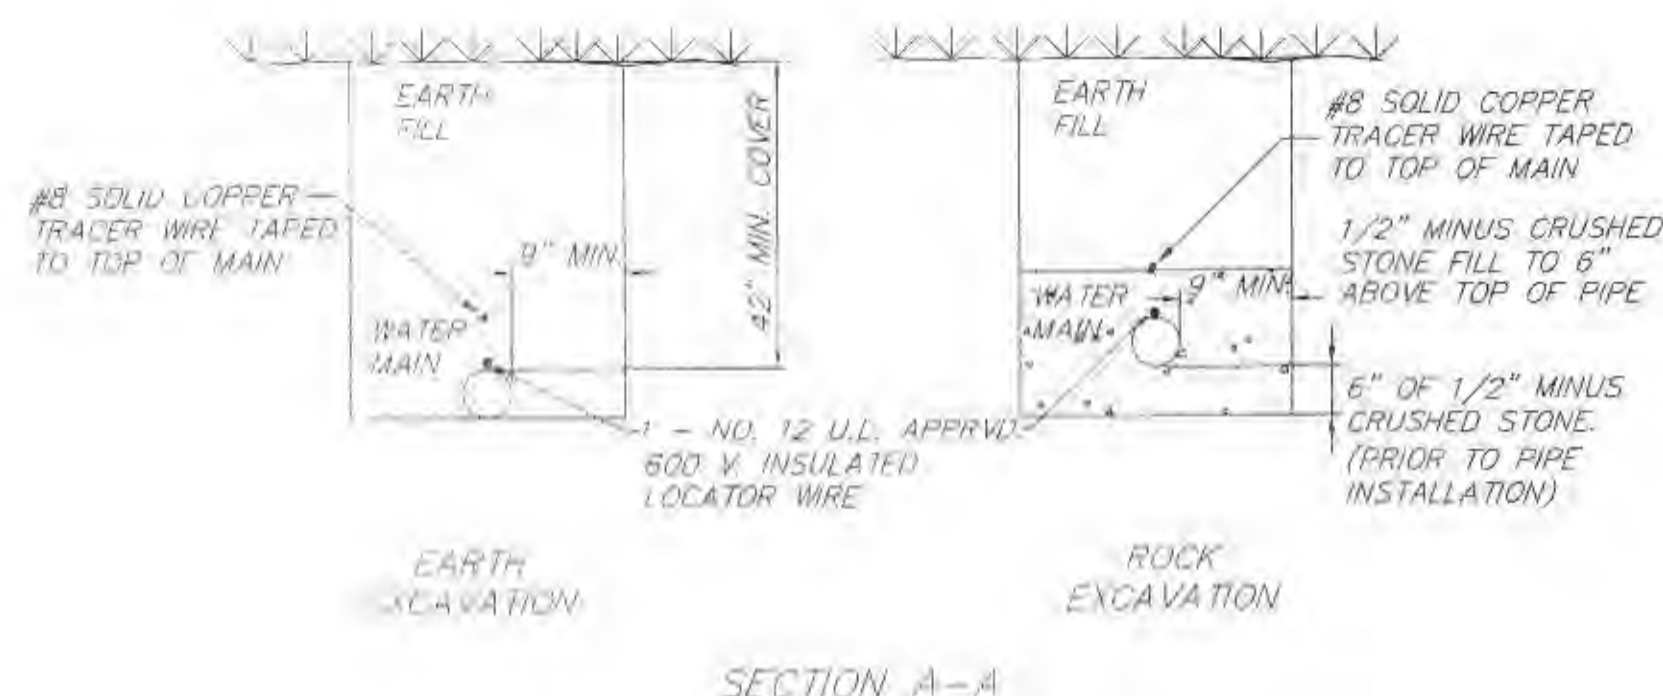 EARTH
FILL
#8 SOLID COPPER
TRACER WIRE TAPED
TO TOP OF MAIN
9" MIN.
42" MIN. COVER
WATER
MAIN
1 - NO. 12 U.L. APPRVD.
600 V. INSULATED
LOCATOR WIRE
EARTH
EXCAVATION
EARTH
FILL
#8 SOLID COPPER
TRACER WIRE TAPED
TO TOP OF MAIN
1/2" MINUS CRUSHED
STONE FILL TO 6"
ABOVE TOP OF PIPE
WATER
MAIN
9" MIN.
6" OF 1/2" MINUS
CRUSHED STONE.
(PRIOR TO PIPE
INSTALLATION)
ROCK
EXCAVATION
SECTION A-A